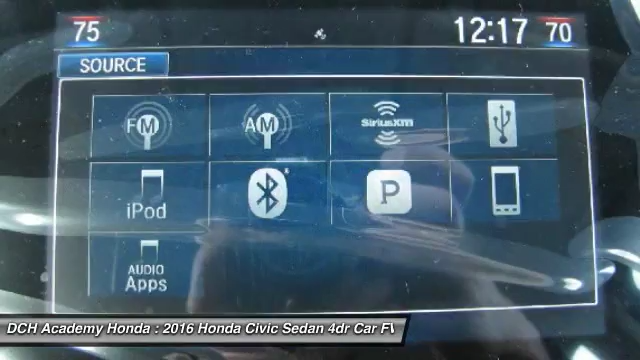 75 12:17 70
SOURCE
FM AM SiriusXM
iPod P
AUDIO
Apps
DCH Academy Honda : 2016 Honda Civic Sedan 4dr Car